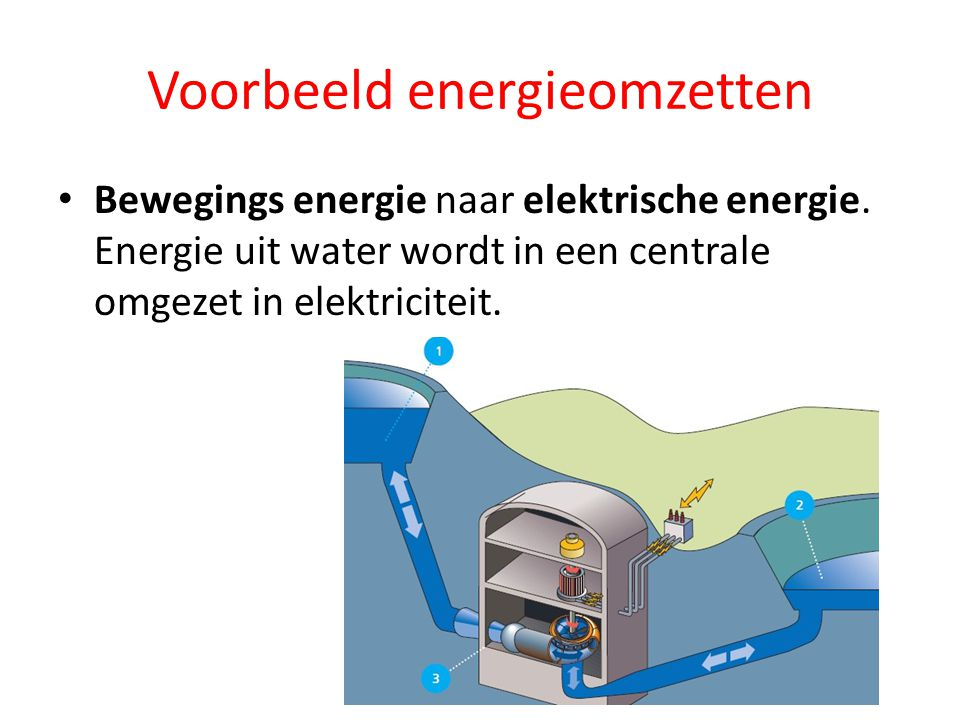 Voorbeeld energieomzetten
• Bewegings energie naar elektrische energie.
Energie uit water wordt in een centrale
omgezet in elektriciteit.
1
2
3